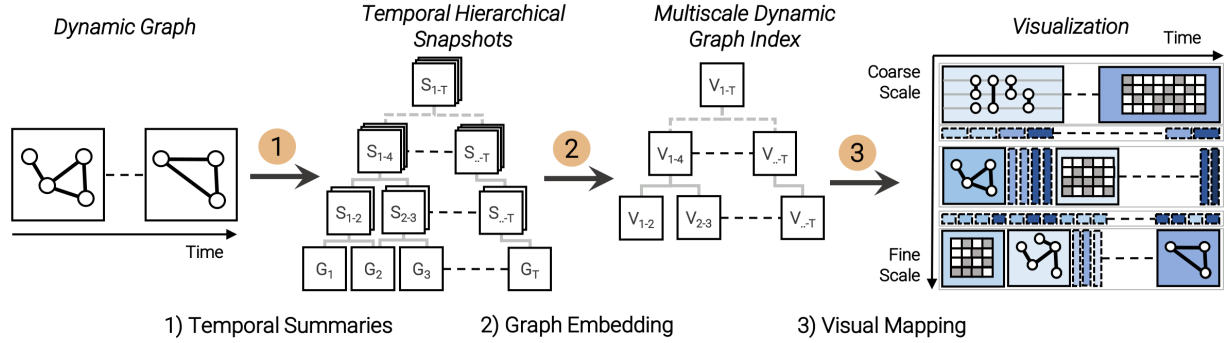 Dynamic Graph
Time
Temporal Hierarchical
Snapshots
S1-T
S1-4
S..-T
S1-2
S2-3
S..-T
G1
G2
G3
GT
Multiscale Dynamic
Graph Index
V1-T
V1-4
V..-T
V1-2
V2-3
V..-T
Visualization
Time
Coarse
Scale
Fine
Scale
1
2
3
1) Temporal Summaries
2) Graph Embedding
3) Visual Mapping